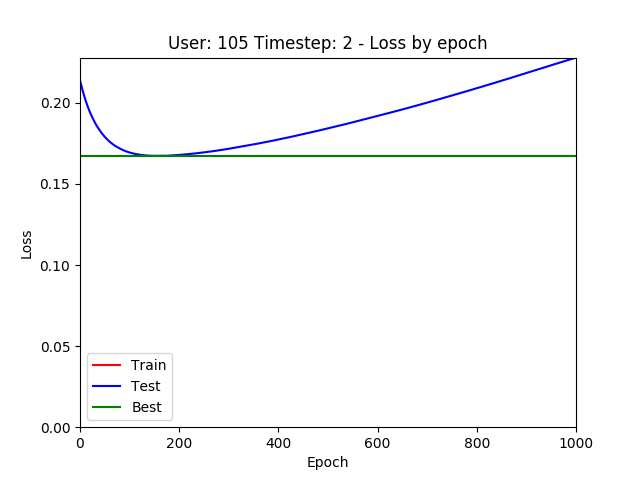 User: 105 Timestep: 2 - Loss by epoch
0.20
0.15
0.10
0.05
0.00
Loss
Train
Test
Best
0 200 400 600 800 1000
Epoch